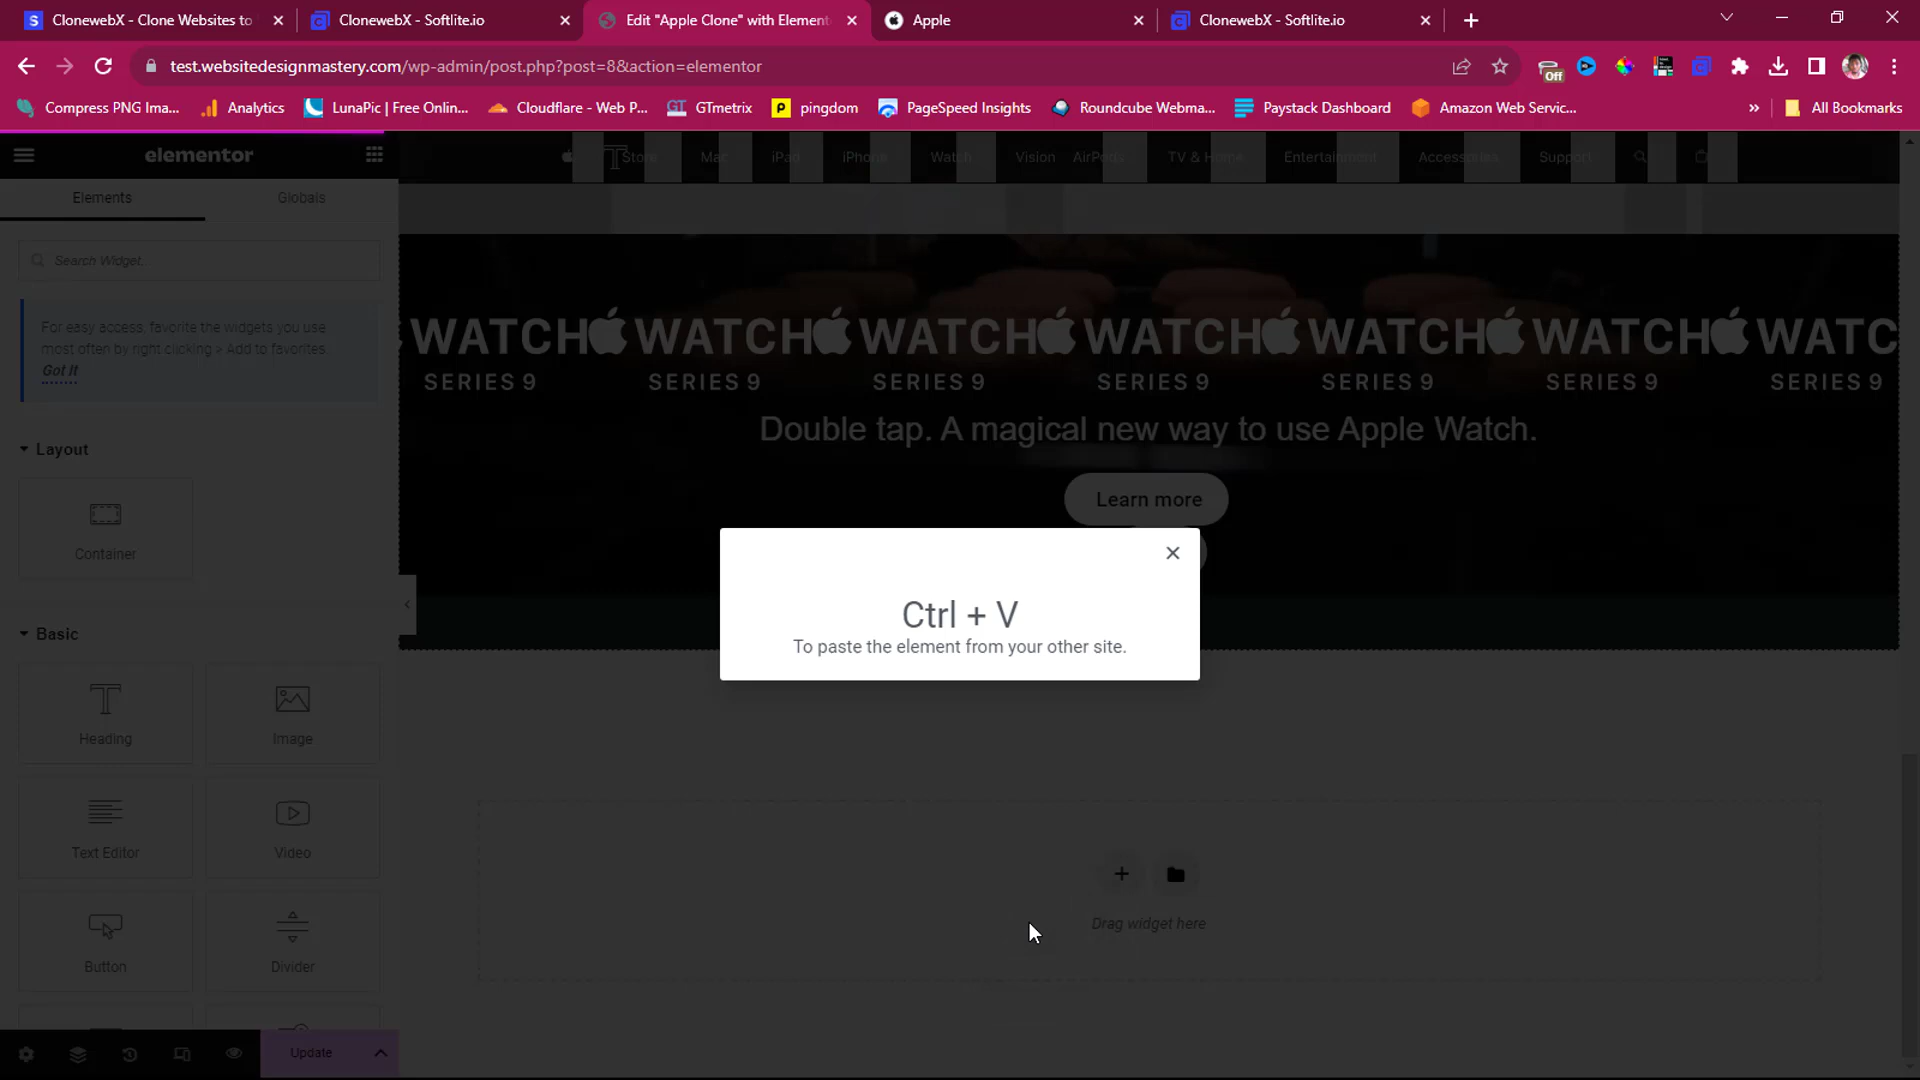 ClonewebX - Clone Websites to
ClonewebX - Softlite.io
Edit "Apple Clone" with Element
Apple
ClonewebX - Softlite.io
test.websitedesignmastery.com/wp-admin/post.php?post=8&action=elementor
Off
Compress PNG Ima...
Analytics
LunaPic | Free Onlin...
Cloudflare - Web P...
GTmetrix
pingdom
PageSpeed Insights
Roundcube Webma...
Paystack Dashboard
Amazon Web Servic...
»
All Bookmarks
elementor
Store
Mac
iPad
iPhone
Watch
Vision
AirPods
TV & Home
Entertainment
Accessories
Support
Elements
Globals
Search Widget...
For easy access, favorite the widgets you use
most often by right clicking > Add to favorites.
Got It
WATCH WATCH WATCH WATCH WATCH WATCH WATC
SERIES 9 SERIES 9 SERIES 9 SERIES 9 SERIES 9 SERIES 9 SERIES 9
Double tap. A magical new way to use Apple Watch.
Learn more
Layout
Container
Ctrl + V
To paste the element from your other site.
Basic
Heading
Image
Text Editor
Video
Drag widget here
Button
Divider
Update